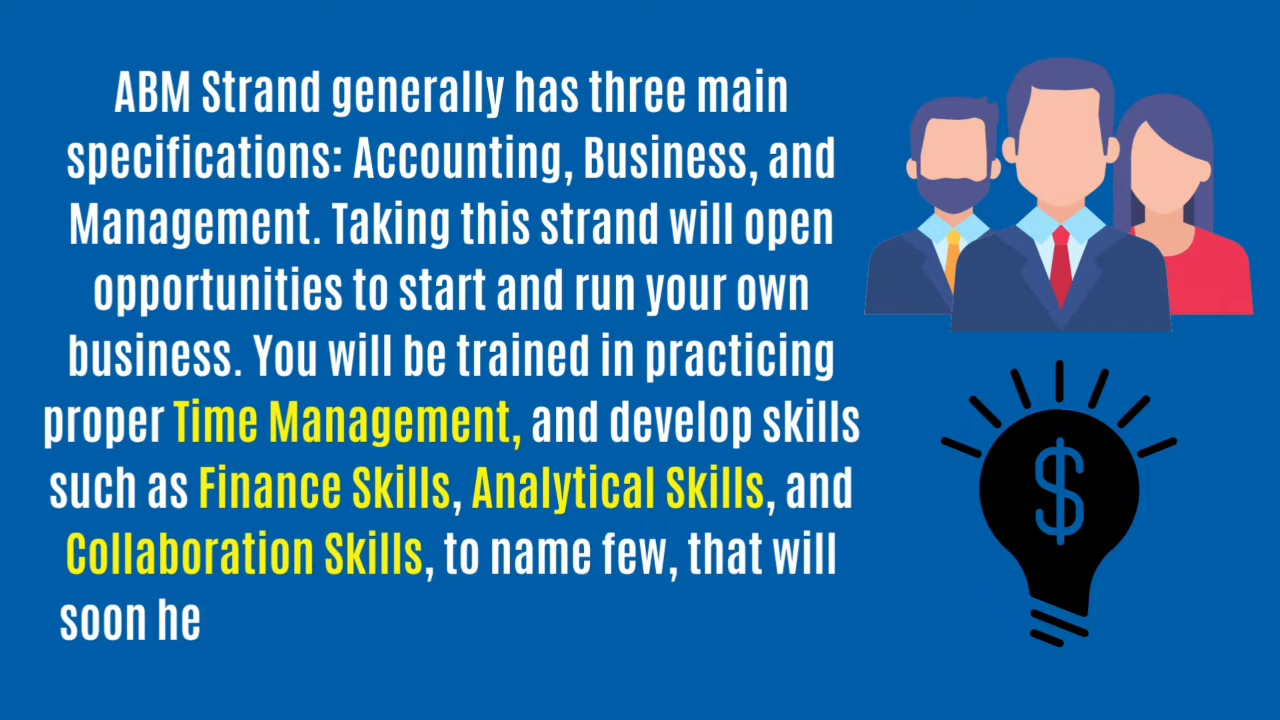 ABM Strand generally has three main
specifications: Accounting, Business, and
Management. Taking this strand will open
opportunities to start and run your own
business. You will be trained in practicing
proper Time Management, and develop skills
such as Finance Skills, Analytical Skills, and
Collaboration Skills, to name few, that will
soon he
$